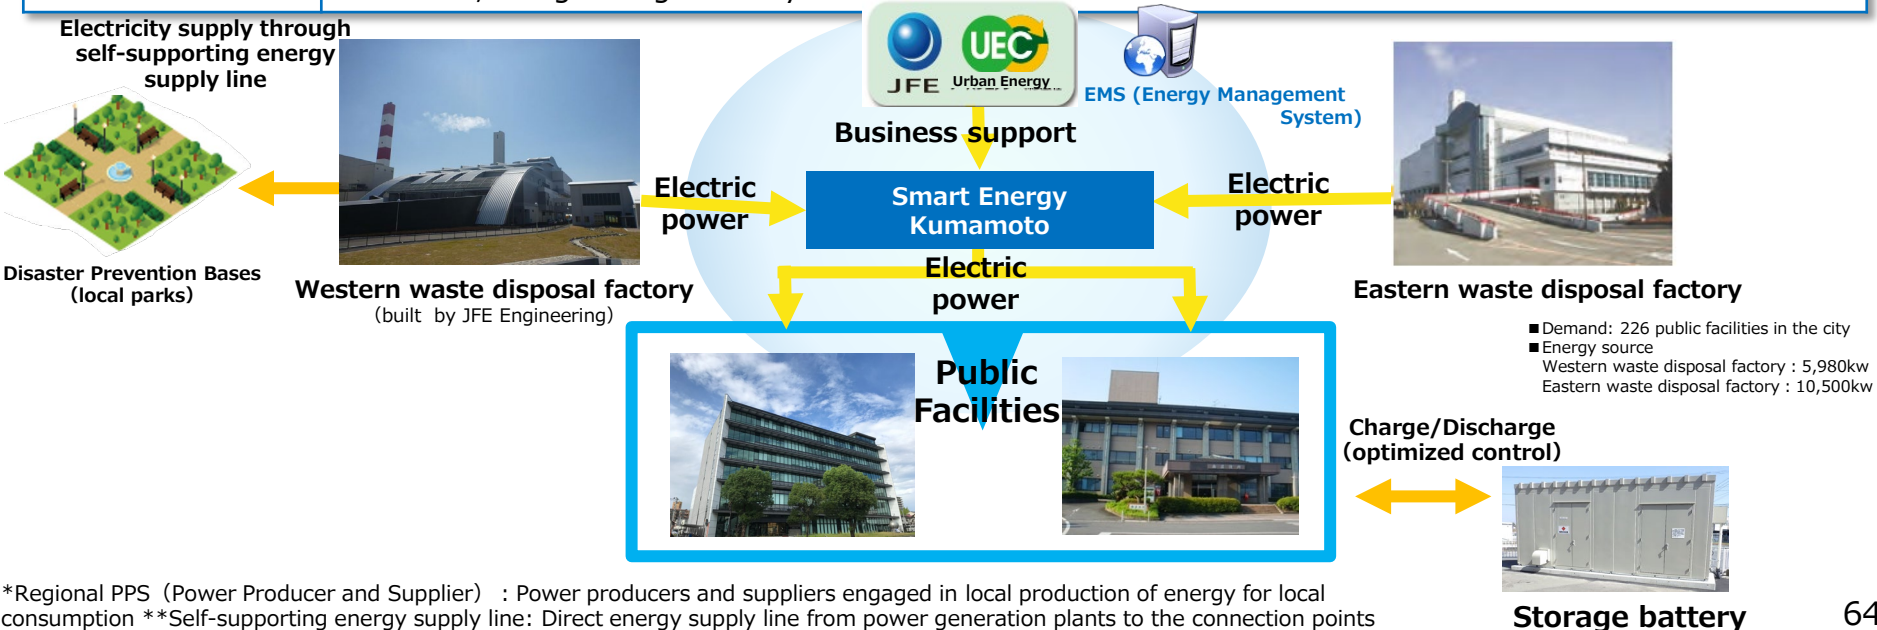 Electricity supply through
self-supporting energy
supply line
JFE
UEC
Urban Energy
EMS (Energy Management
System)
Business support
Electric
power
Smart Energy
Kumamoto
Electric
power
Electric
power
Disaster Prevention Bases
(local parks)
Western waste disposal factory
(built by JFE Engineering)
Eastern waste disposal factory
■Demand: 226 public facilities in the city
■Energy source
Western waste disposal factory : 5,980kw
Eastern waste disposal factory : 10,500kw
Public
Facilities
Charge/Discharge
(optimized control)
Storage battery
*Regional PPS（Power Producer and Supplier） : Power producers and suppliers engaged in local production of energy for local
consumption **Self-supporting energy supply line: Direct energy supply line from power generation plants to the connection points
64